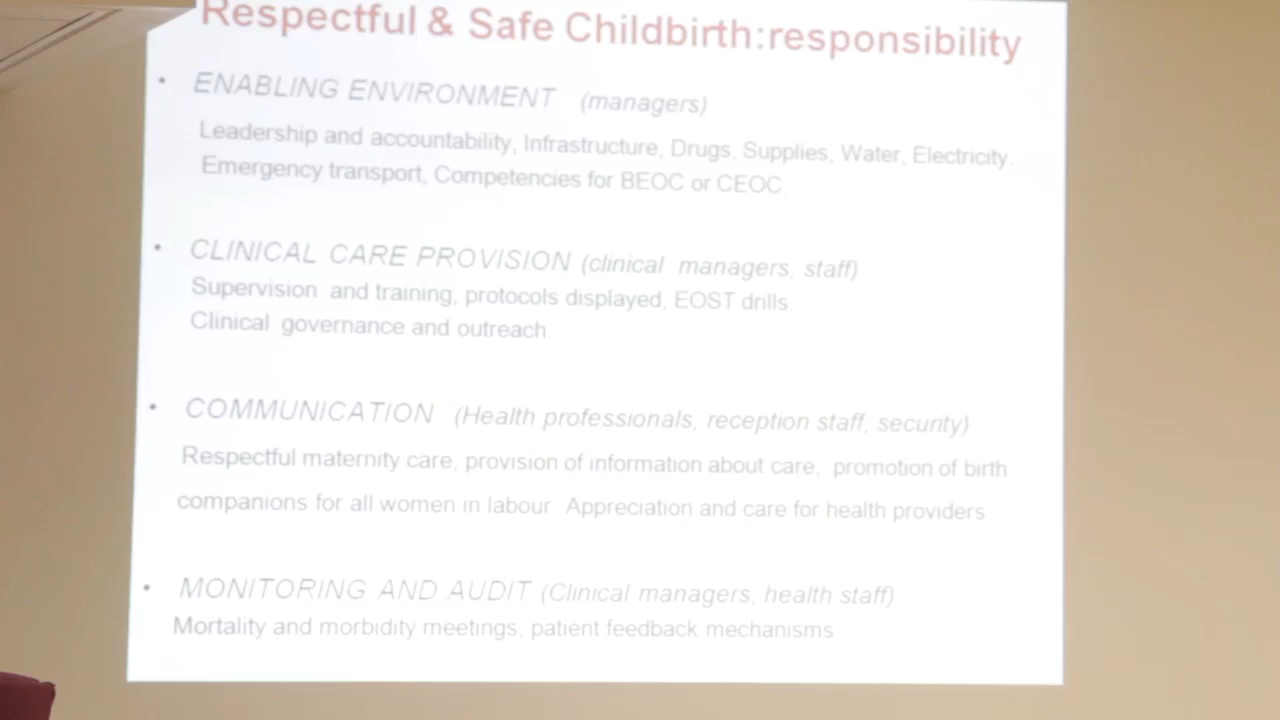 Respectful & Safe Childbirth:responsibility
• ENABLING ENVIRONMENT (managers)
Leadership and accountability, Infrastructure, Drugs, Supplies, Water, Electricity.
Emergency transport, Competencies for BEOC or CEOC.
• CLINICAL CARE PROVISION (clinical managers, staff)
Supervision and training, protocols displayed, EOST drills.
Clinical governance and outreach.
• COMMUNICATION (Health professionals, reception staff, security)
Respectful maternity care, provision of information about care, promotion of birth
companions for all women in labour Appreciation and care for health providers.
• MONITORING AND AUDIT (Clinical managers, health staff)
Mortality and morbidity meetings, patient feedback mechanisms